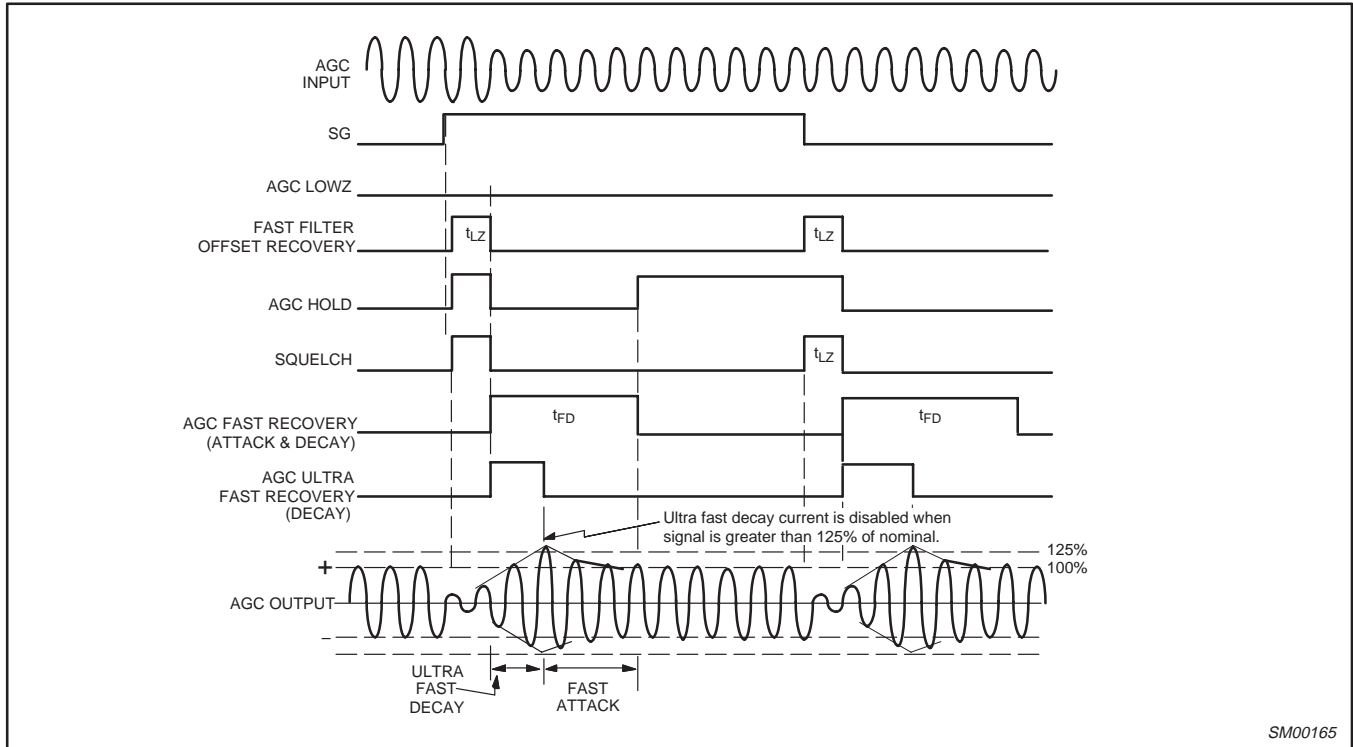 AGC
INPUT
SG
AGC LOWZ
FAST FILTER
OFFSET RECOVERY
tLZ
tLZ
AGC HOLD
SQUELCH
tLZ
AGC FAST RECOVERY
(ATTACK & DECAY)
tFD
tFD
AGC ULTRA
FAST RECOVERY
(DECAY)
Ultra fast decay current is disabled when
signal is greater than 125% of nominal.
125%
+
100%
AGC OUTPUT
–
ULTRA
FAST
DECAY
FAST
ATTACK
SM00165